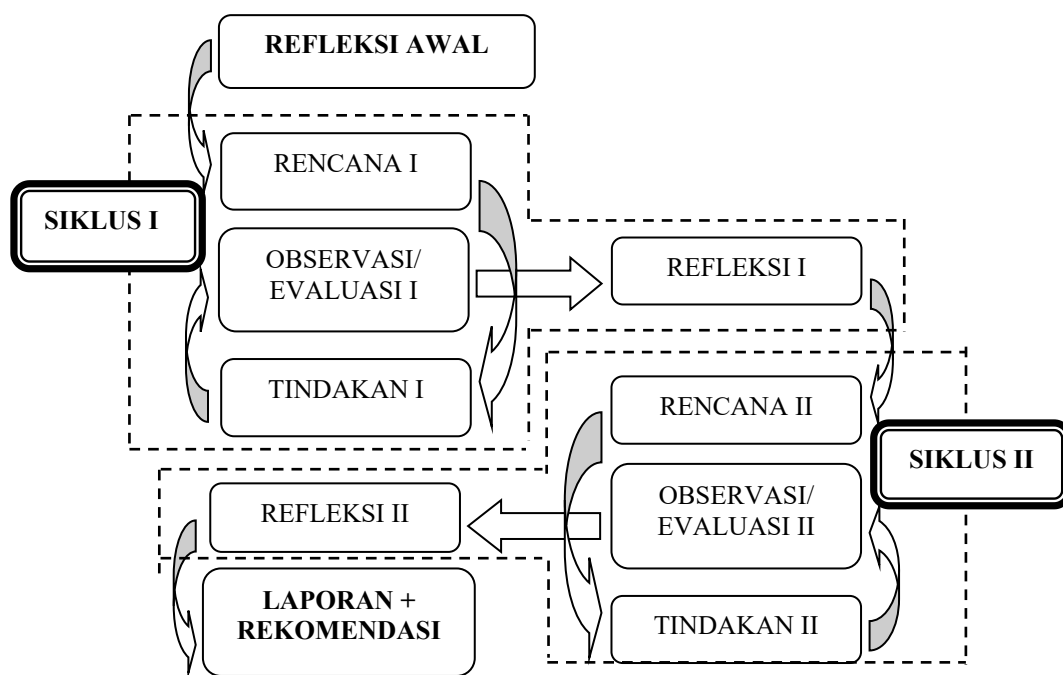 REFLEKSI AWAL
RENCANA I
SIKLUS I
OBSERVASI/
EVALUASI I
REFLEKSI I
TINDAKAN I
RENCANA II
SIKLUS II
OBSERVASI/
EVALUASI II
REFLEKSI II
LAPORAN +
REKOMENDASI
TINDAKAN II